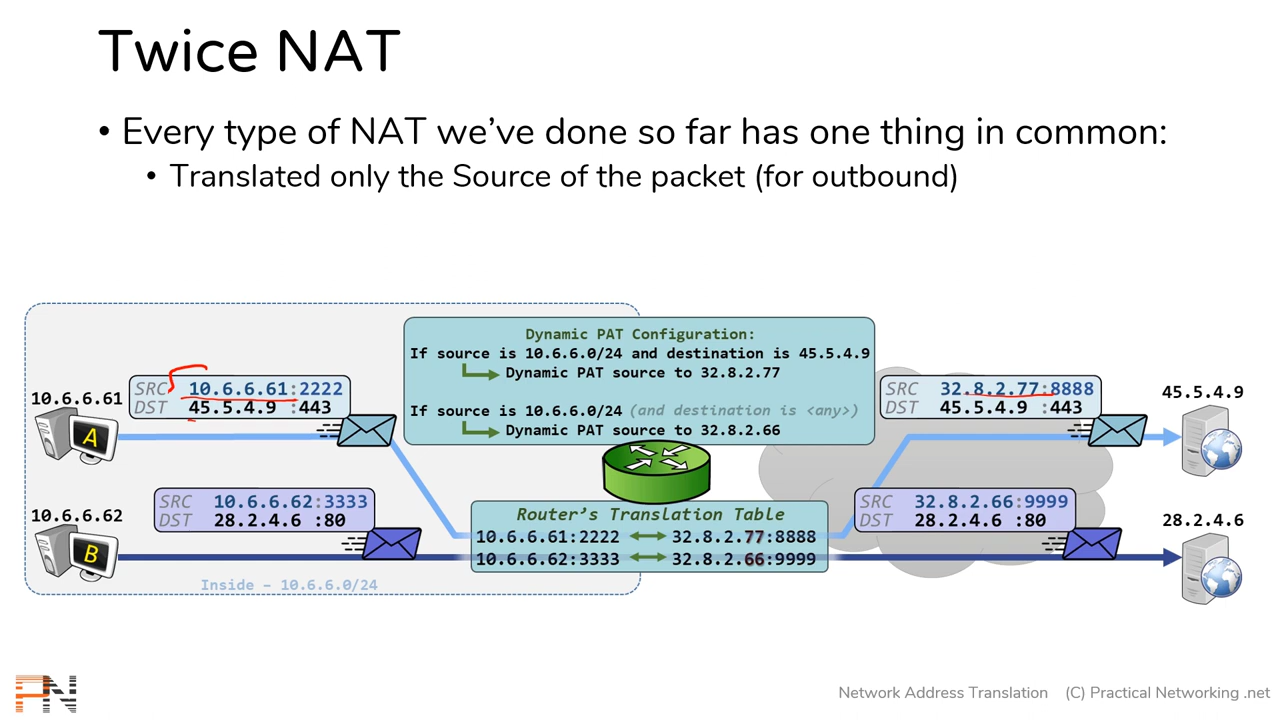 Twice NAT
• Every type of NAT we've done so far has one thing in common:
• Translated only the Source of the packet (for outbound)
Dynamic PAT Configuration:
If source is 10.6.6.0/24 and destination is 45.5.4.9
Dynamic PAT source to 32.8.2.77
If source is 10.6.6.0/24 (and destination is <any>)
Dynamic PAT source to 32.8.2.66
10.6.6.61
A
SRC 10.6.6.61:2222
DST 45.5.4.9 :443
SRC 32.8.2.77:8888
DST 45.5.4.9 :443
45.5.4.9
10.6.6.62
B
SRC 10.6.6.62:3333
DST 28.2.4.6 :80
Router's Translation Table
10.6.6.61:2222 32.8.2.77:8888
10.6.6.62:3333 32.8.2.66:9999
SRC 32.8.2.66:9999
DST 28.2.4.6 :80
28.2.4.6
Inside – 10.6.6.0/24
PN
Network Address Translation (C) Practical Networking .net